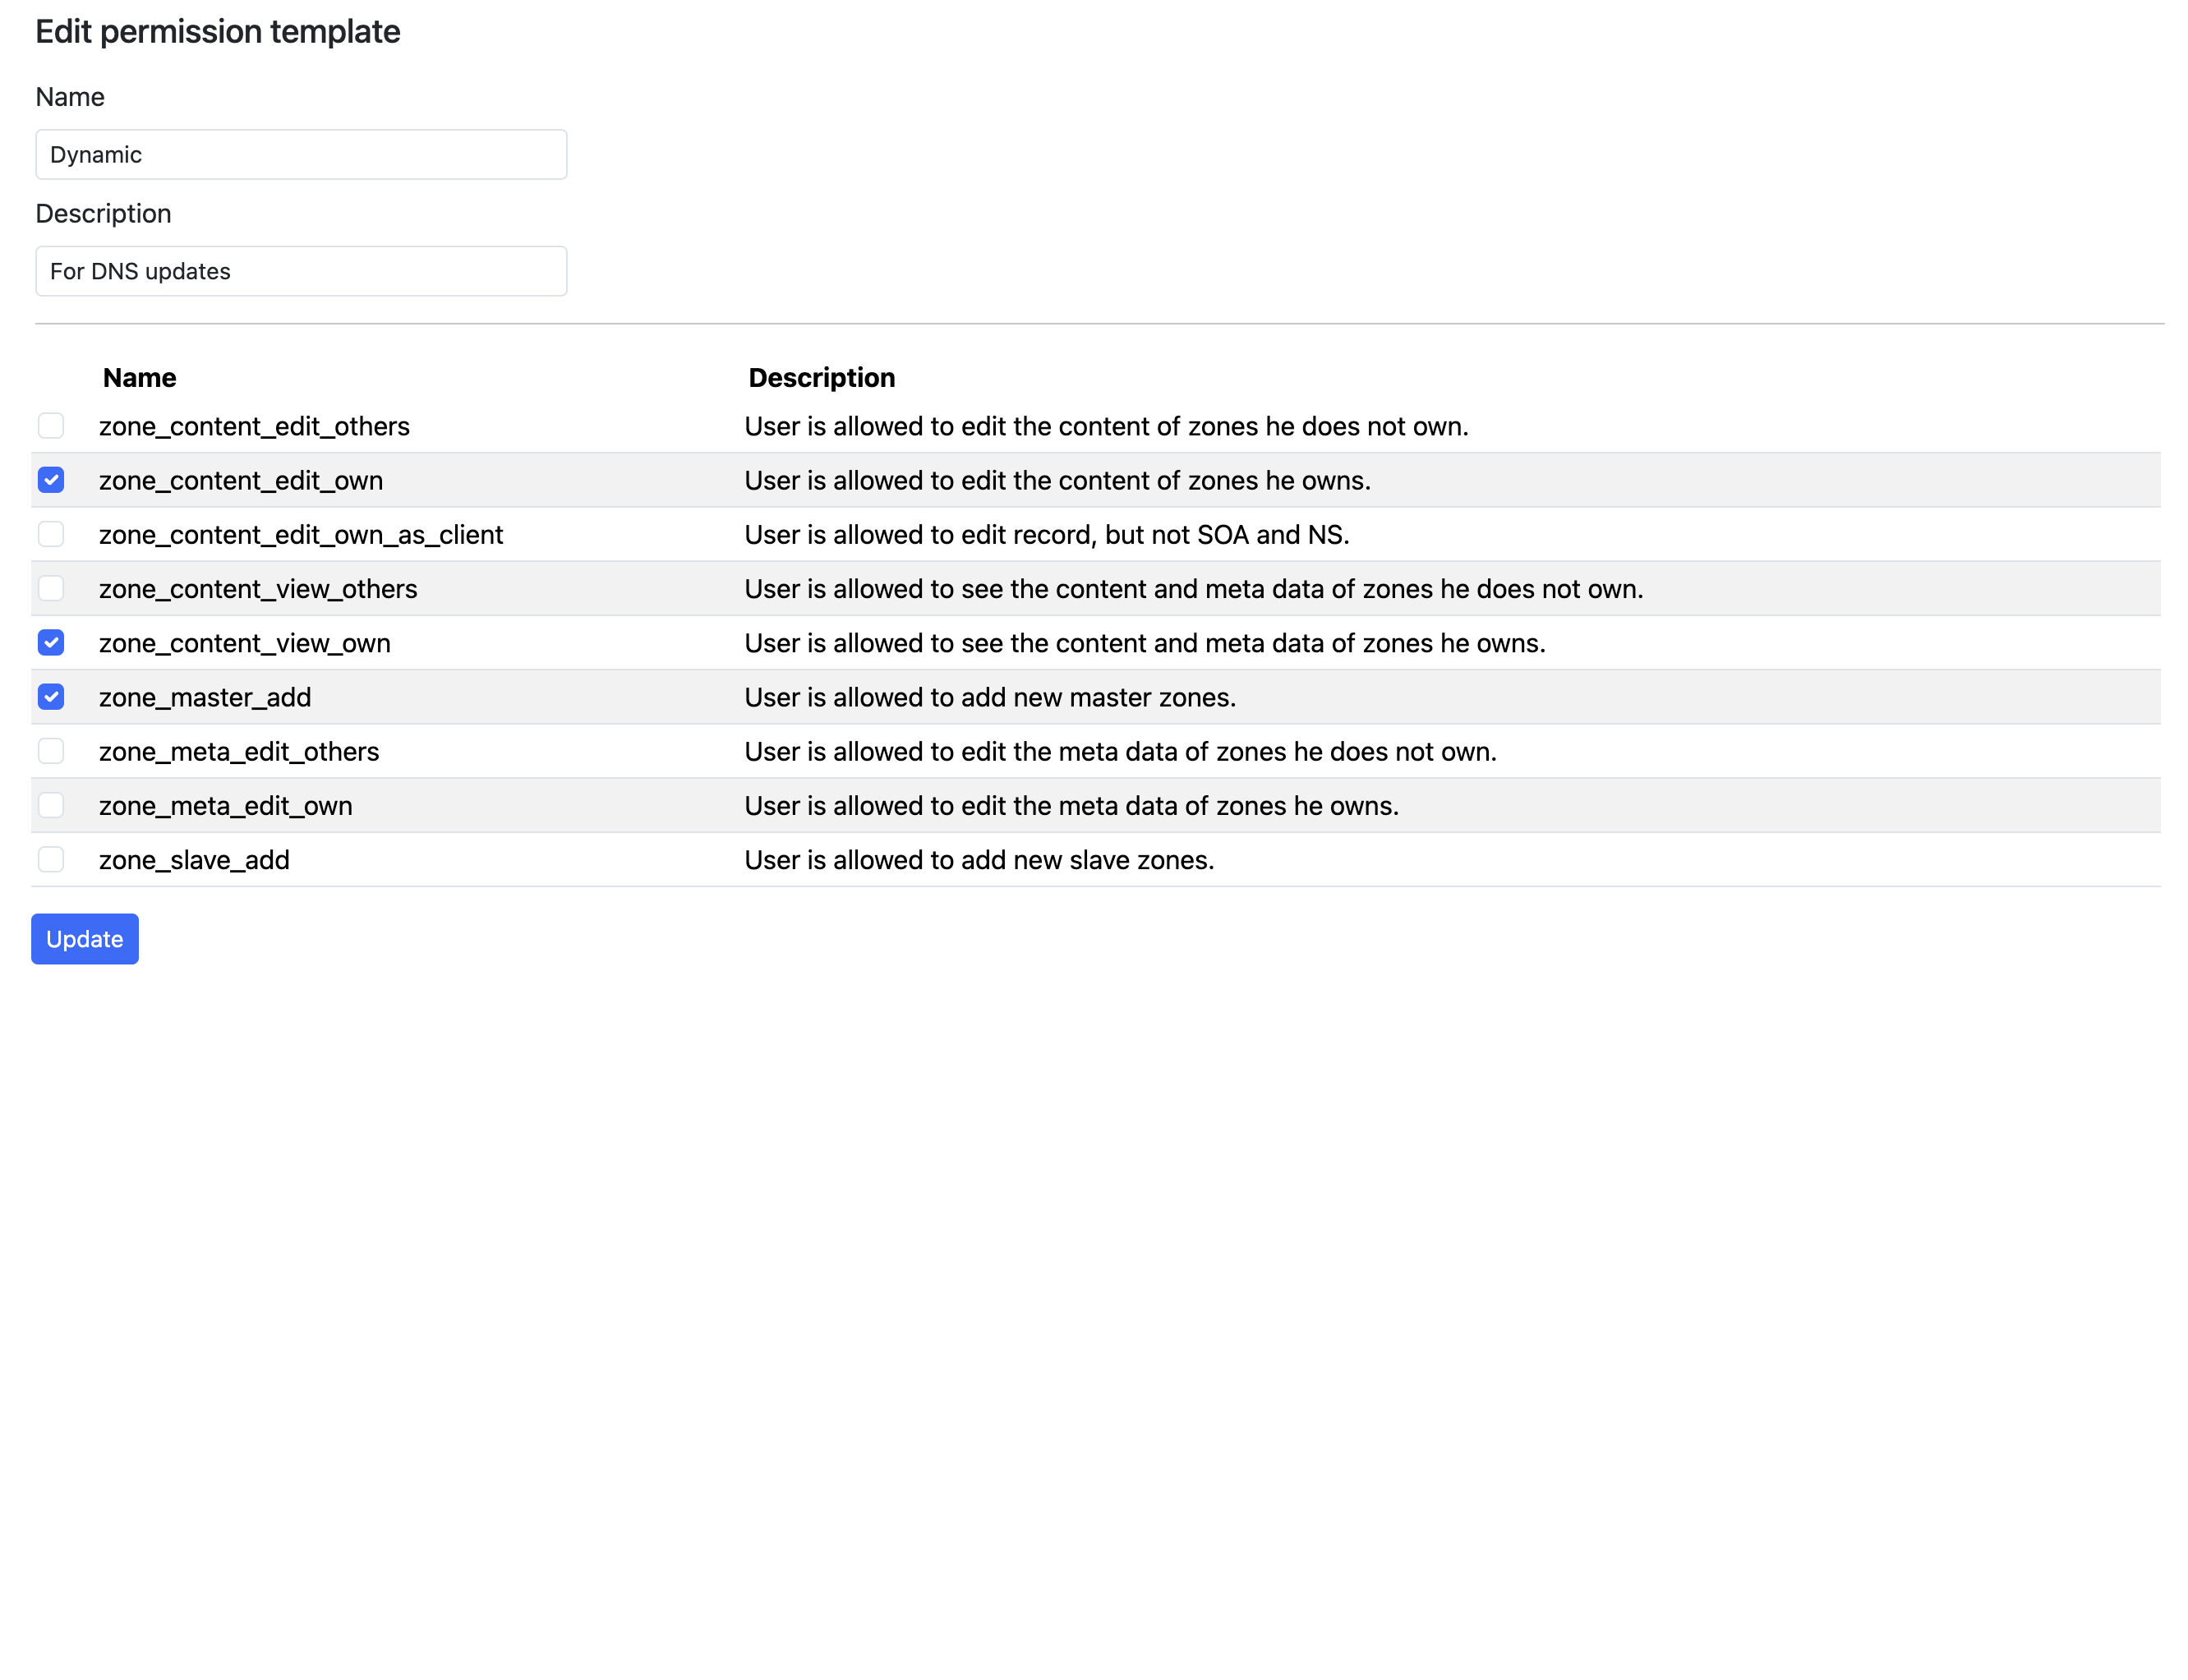 Edit permission template
Name
Dynamic
Description
For DNS updates
Name Description
zone_content_edit_others User is allowed to edit the content of zones he does not own.
zone_content_edit_own User is allowed to edit the content of zones he owns.
zone_content_edit_own_as_client User is allowed to edit record, but not SOA and NS.
zone_content_view_others User is allowed to see the content and meta data of zones he does not own.
zone_content_view_own User is allowed to see the content and meta data of zones he owns.
zone_master_add User is allowed to add new master zones.
zone_meta_edit_others User is allowed to edit the meta data of zones he does not own.
zone_meta_edit_own User is allowed to edit the meta data of zones he owns.
zone_slave_add User is allowed to add new slave zones.
Update